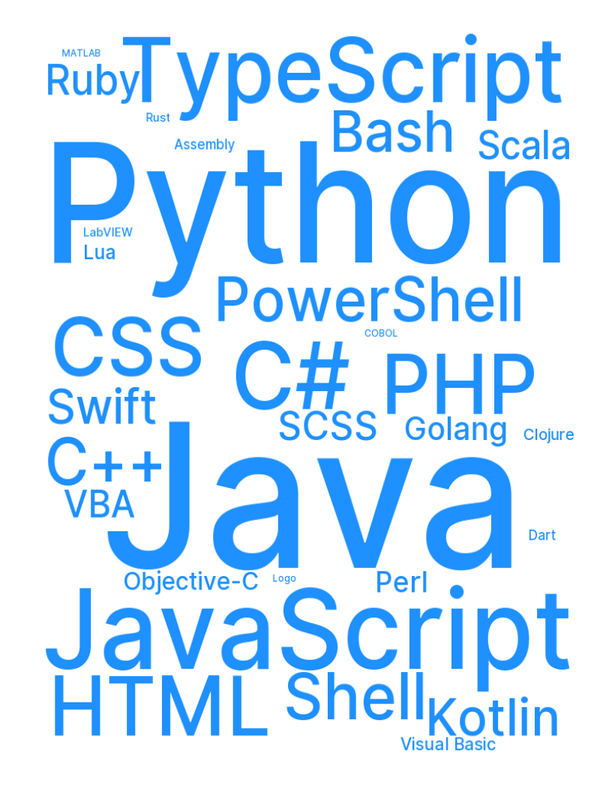 MATLAB
TypeScript
Ruby
Rust
Bash
Scala
Assembly
Python
LabVIEW
Lua
PowerShell
COBOL
CSS
C#
PHP
Swift
SCSS
Golang
Clojure
C++
Java
VBA
Dart
Objective-C
Logo
Perl
JavaScript
HTML
Shell
Kotlin
Visual Basic